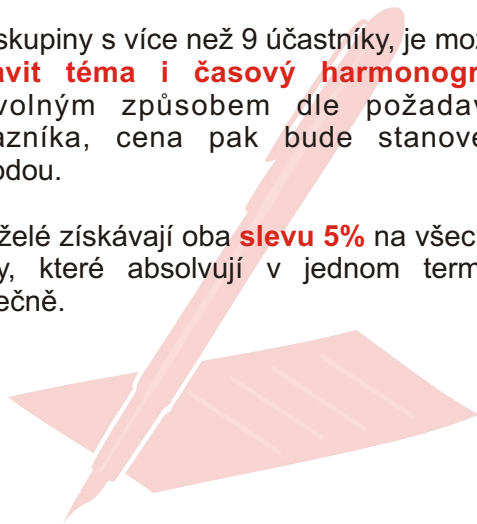 skupiny s více než 9 účastníky, je mož
avit téma i časový harmonogr
volným způsobem dle požadav
azníka, cena pak bude stanove
odou.
želé získávají oba slevu 5% na všec
y, které absolvují v jednom term
ečně.